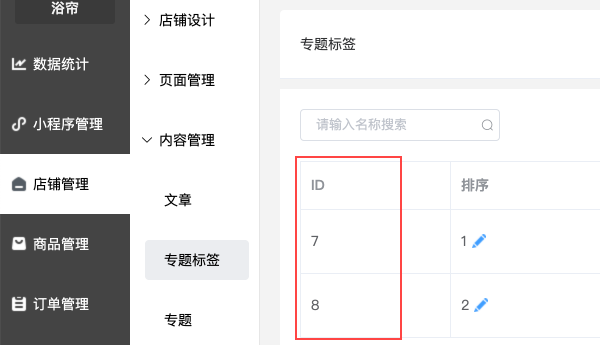 浴帘
数据统计
小程序管理
店铺管理
商品管理
订单管理
店铺设计
页面管理
内容管理
文章
专题标签
专题
专题标签
请输入名称搜索
ID
排序
7
1
8
2